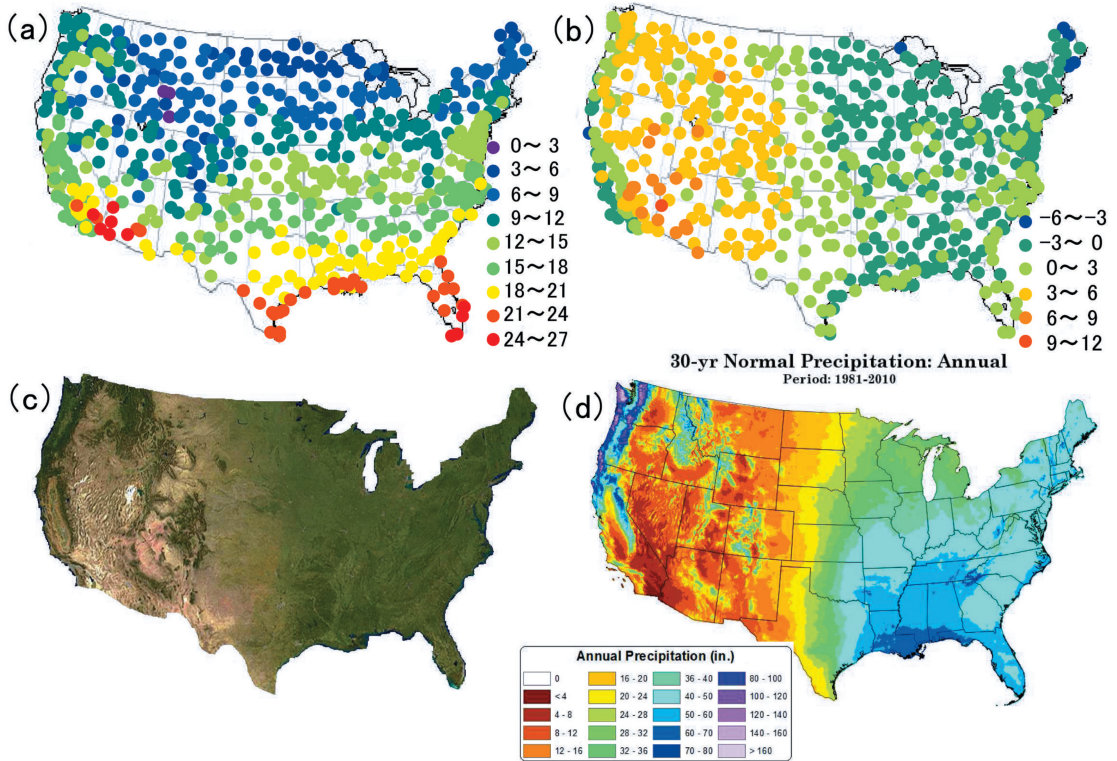 (a)
0～3
3～6
6～9
9～12
12～15
15～18
18～21
21～24
24～27
(b)
−6～−3
−3～ 0
0～ 3
3～ 6
6～ 9
9～12
(c)
30-yr Normal Precipitation: Annual
Period: 1981-2010
(d)
Annual Precipitation (in.)
0
< 4
4 - 8
8 - 12
12 - 16
16 - 20
20 - 24
24 - 28
28 - 32
32 - 36
36 - 40
40 - 50
50 - 60
60 - 70
70 - 80
80 - 100
100 - 120
120 - 140
140 - 160
> 160